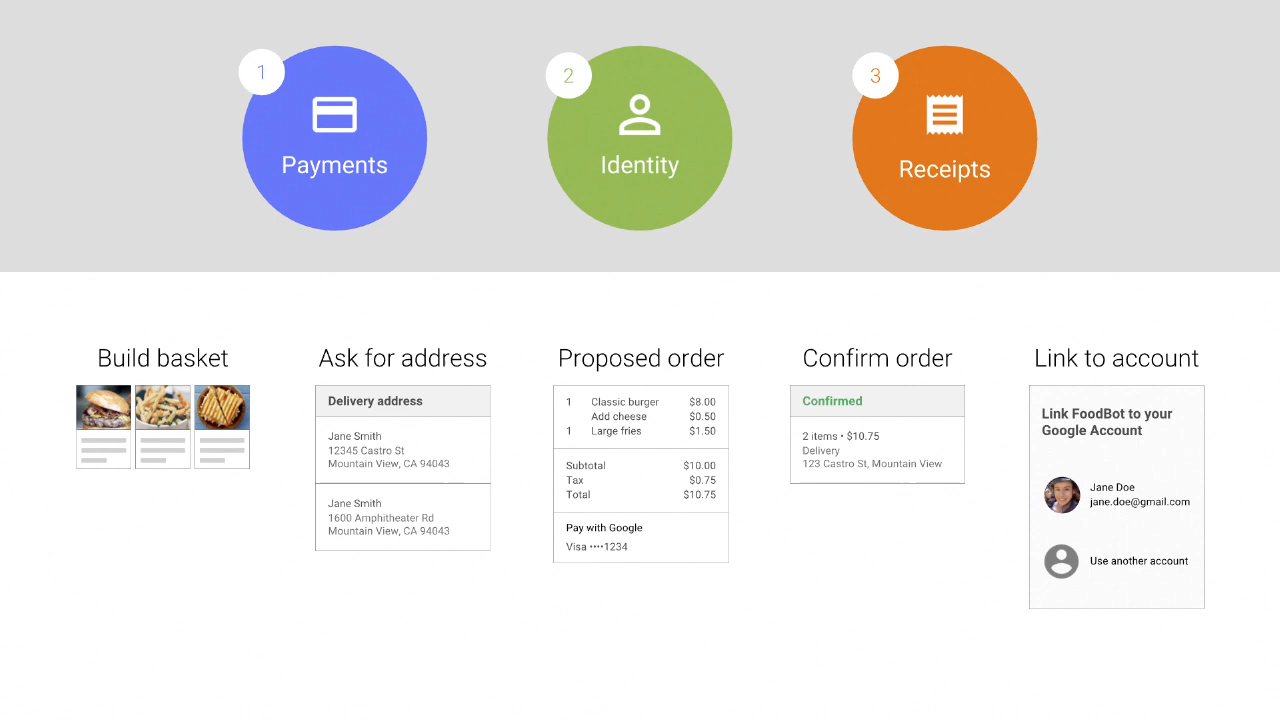 1
Payments
2
Identity
3
Receipts
Build basket
Ask for address
Delivery address
Jane Smith
12345 Castro St
Mountain View, CA 94043
Jane Smith
1600 Amphitheater Rd
Mountain View, CA 94043
Proposed order
1 Classic burger $8.00
Add cheese $0.50
1 Large fries $1.50
Subtotal $10.00
Tax $0.75
Total $10.75
Pay with Google
Visa ••••1234
Confirm order
Confirmed
2 items • $10.75
Delivery
123 Castro St, Mountain View
Link to account
Link FoodBot to your
Google Account
Jane Doe
jane.doe@gmail.com
Use another account